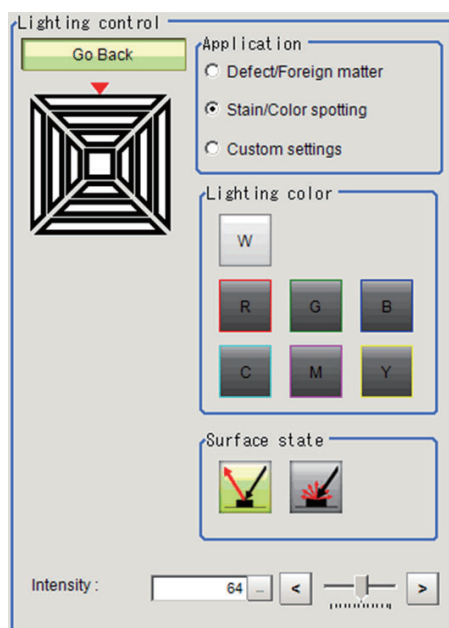 Lighting control
Go Back
Application
Defect/Foreign matter
Stain/Color spotting
Custom settings
Lighting color
W
R G B
C M Y
Surface state
Intensity : 64 ... < >